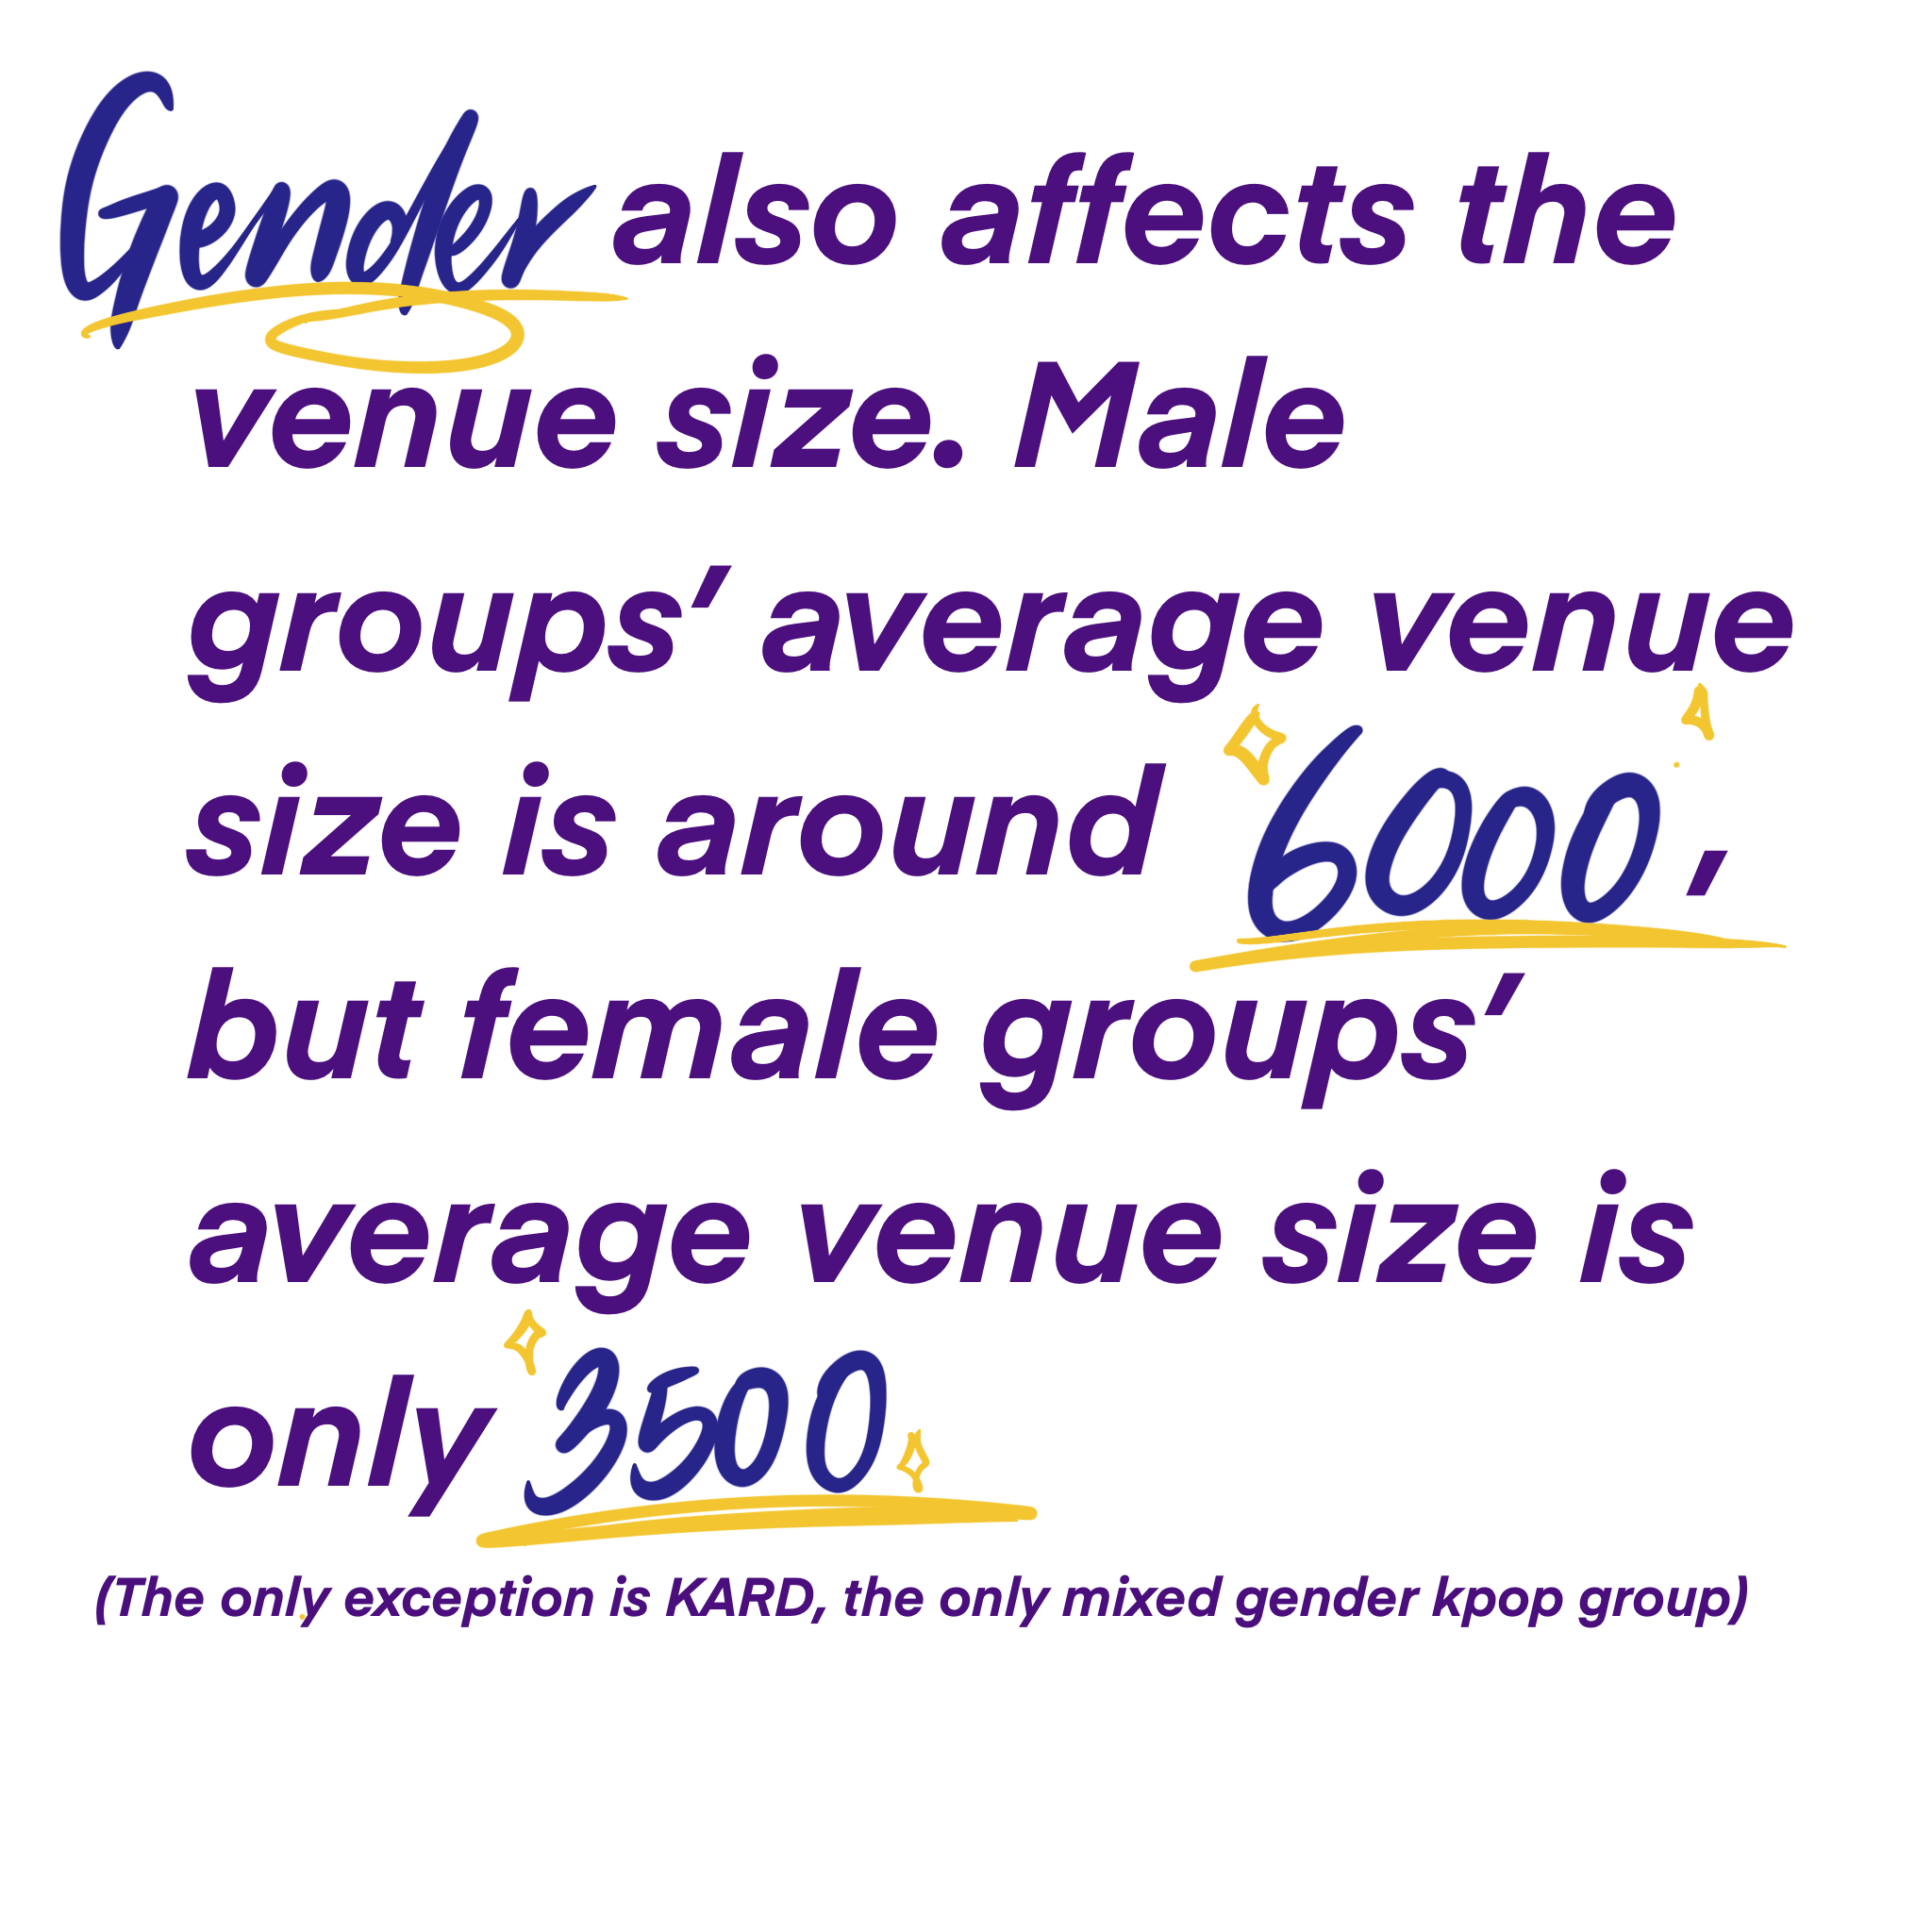 Gender also affects the
venue size. Male
groups’ average venue
size is around 6000 ,
but female groups’
average venue size is
only 3500
(The only exception is KARD, the only mixed gender kpop group)